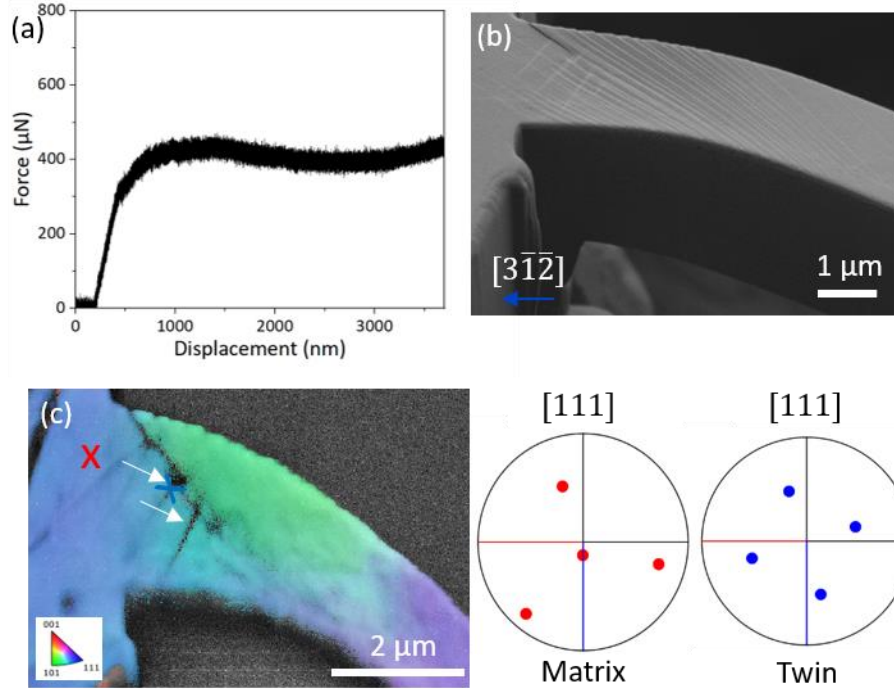 (a)
800
600
400
200
0
Force (µN)
0 1000 2000 3000
Displacement (nm)
(b)
[31̄2̄]
1 µm
(c)
X
001
101 111
2 µm
[111] [111]
Matrix Twin